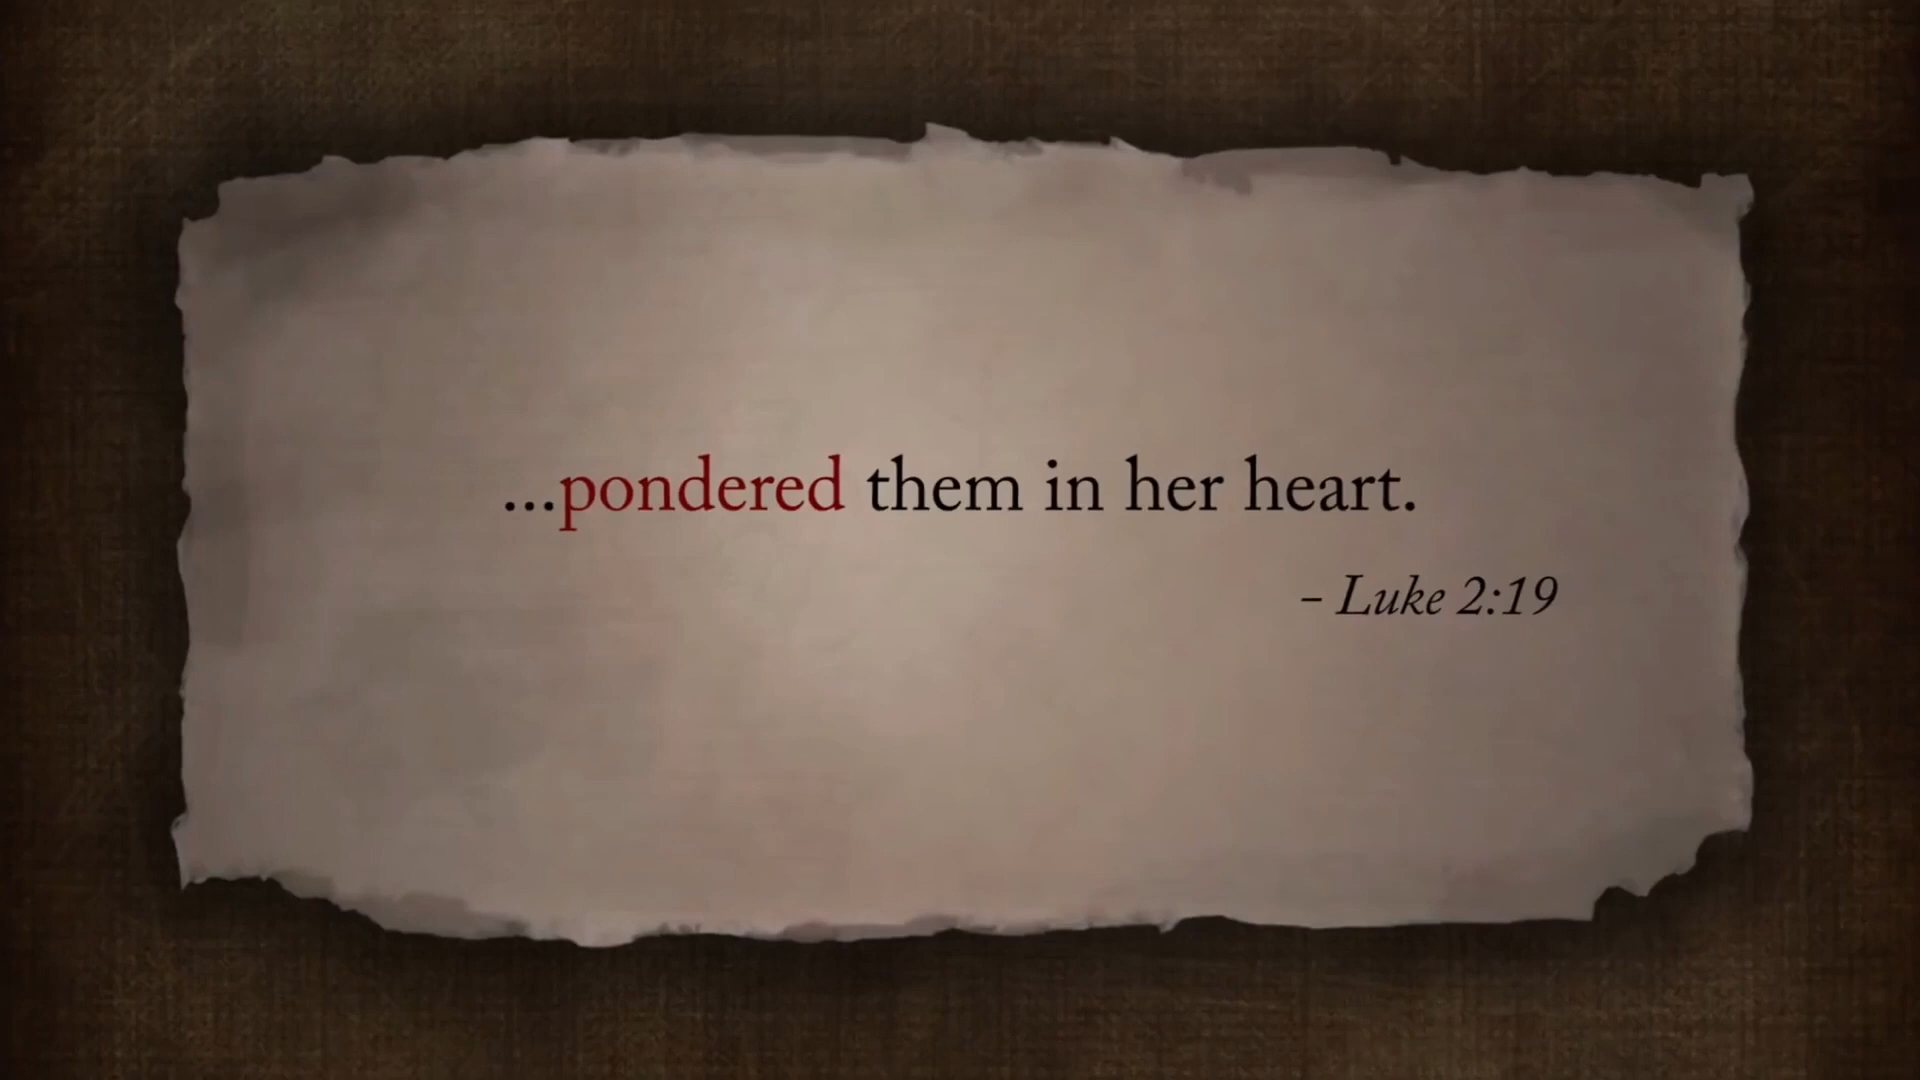 ...pondered them in her heart.
– Luke 2:19